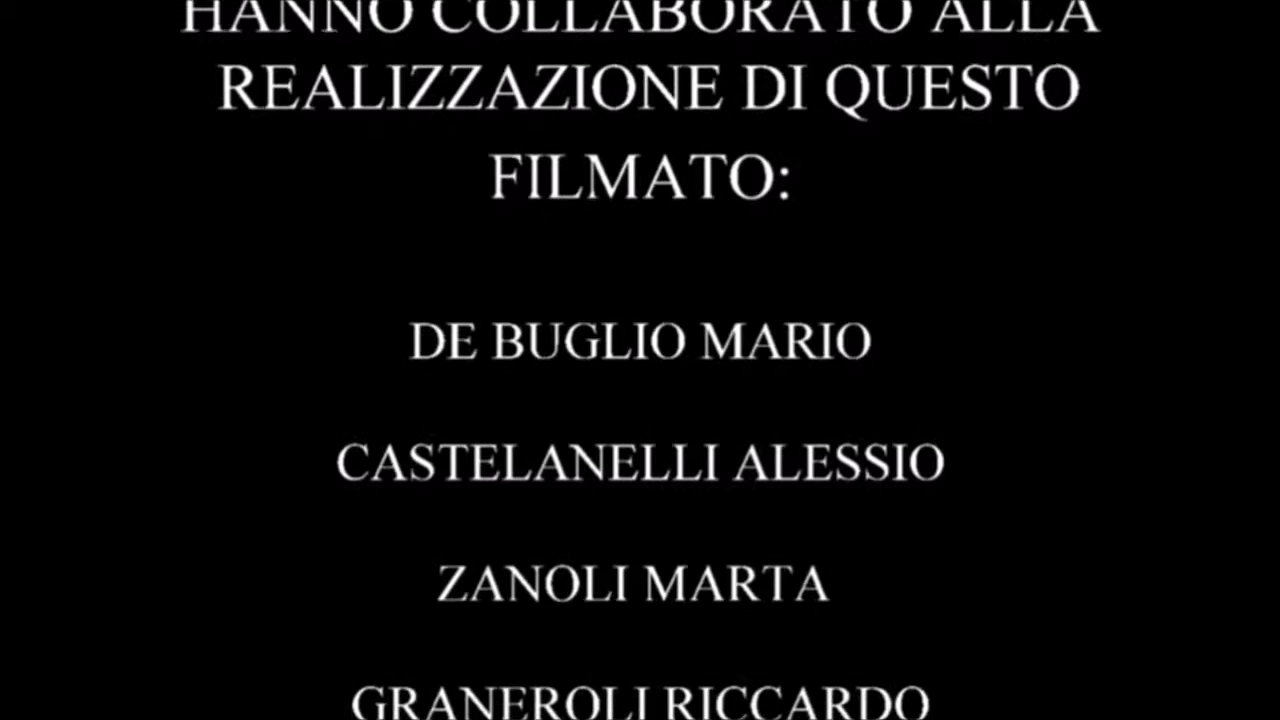 HANNO COLLABORATO ALLA
REALIZZAZIONE DI QUESTO
FILMATO:
DE BUGLIO MARIO
CASTELANELLI ALESSIO
ZANOLI MARTA
GRANEROLI RICCARDO